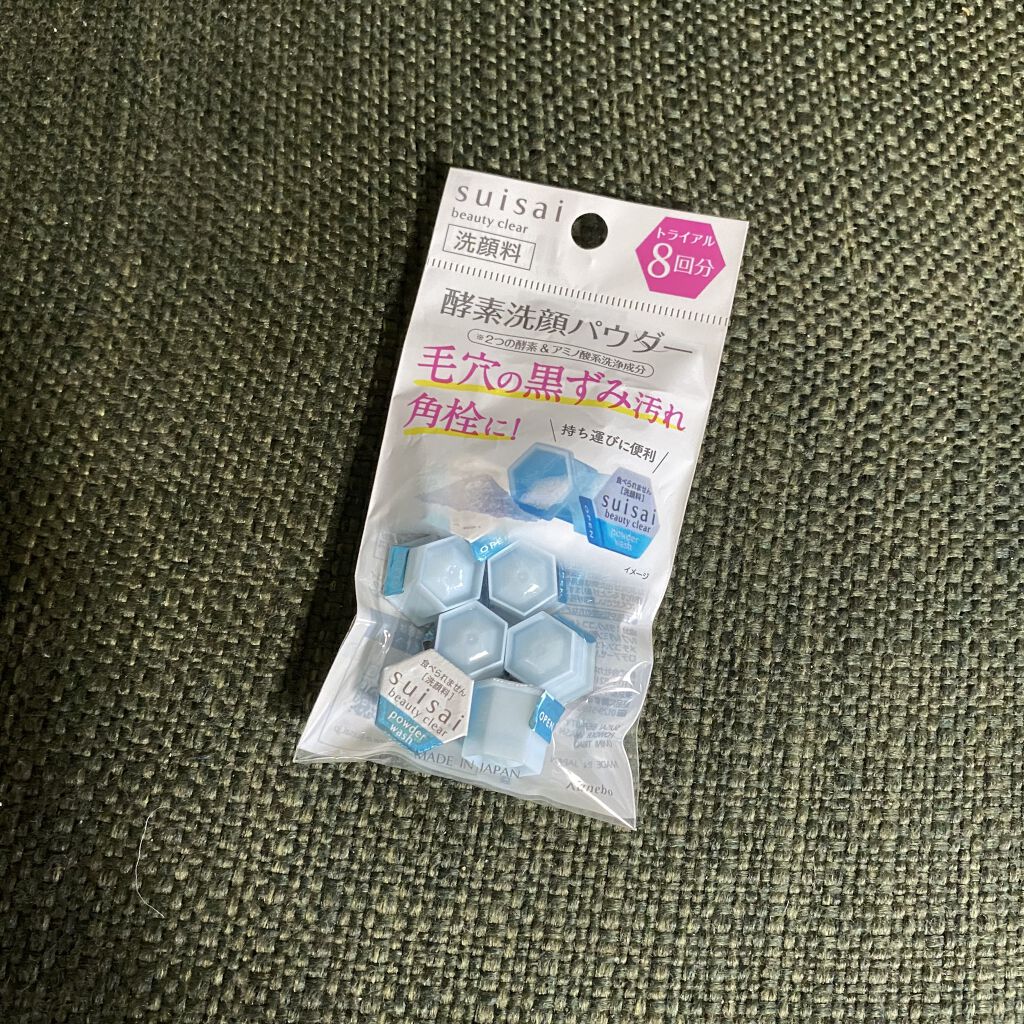 suisai
beauty clear
洗顔料
トライアル
8回分
酵素洗顔パウダー
※2つの酵素&アミノ酸系洗浄成分
毛穴の黒ずみ汚れ
角栓に!
\持ち運びに便利/
食べられません
[洗顔料]
suisai
beauty clear
powder
wash
イメージ
OPEN
食べられません
[洗顔料]
suisai
beauty clear
powder
wash
OPEN
MADE IN JAPAN
MADE IN JAPAN
Kanebo